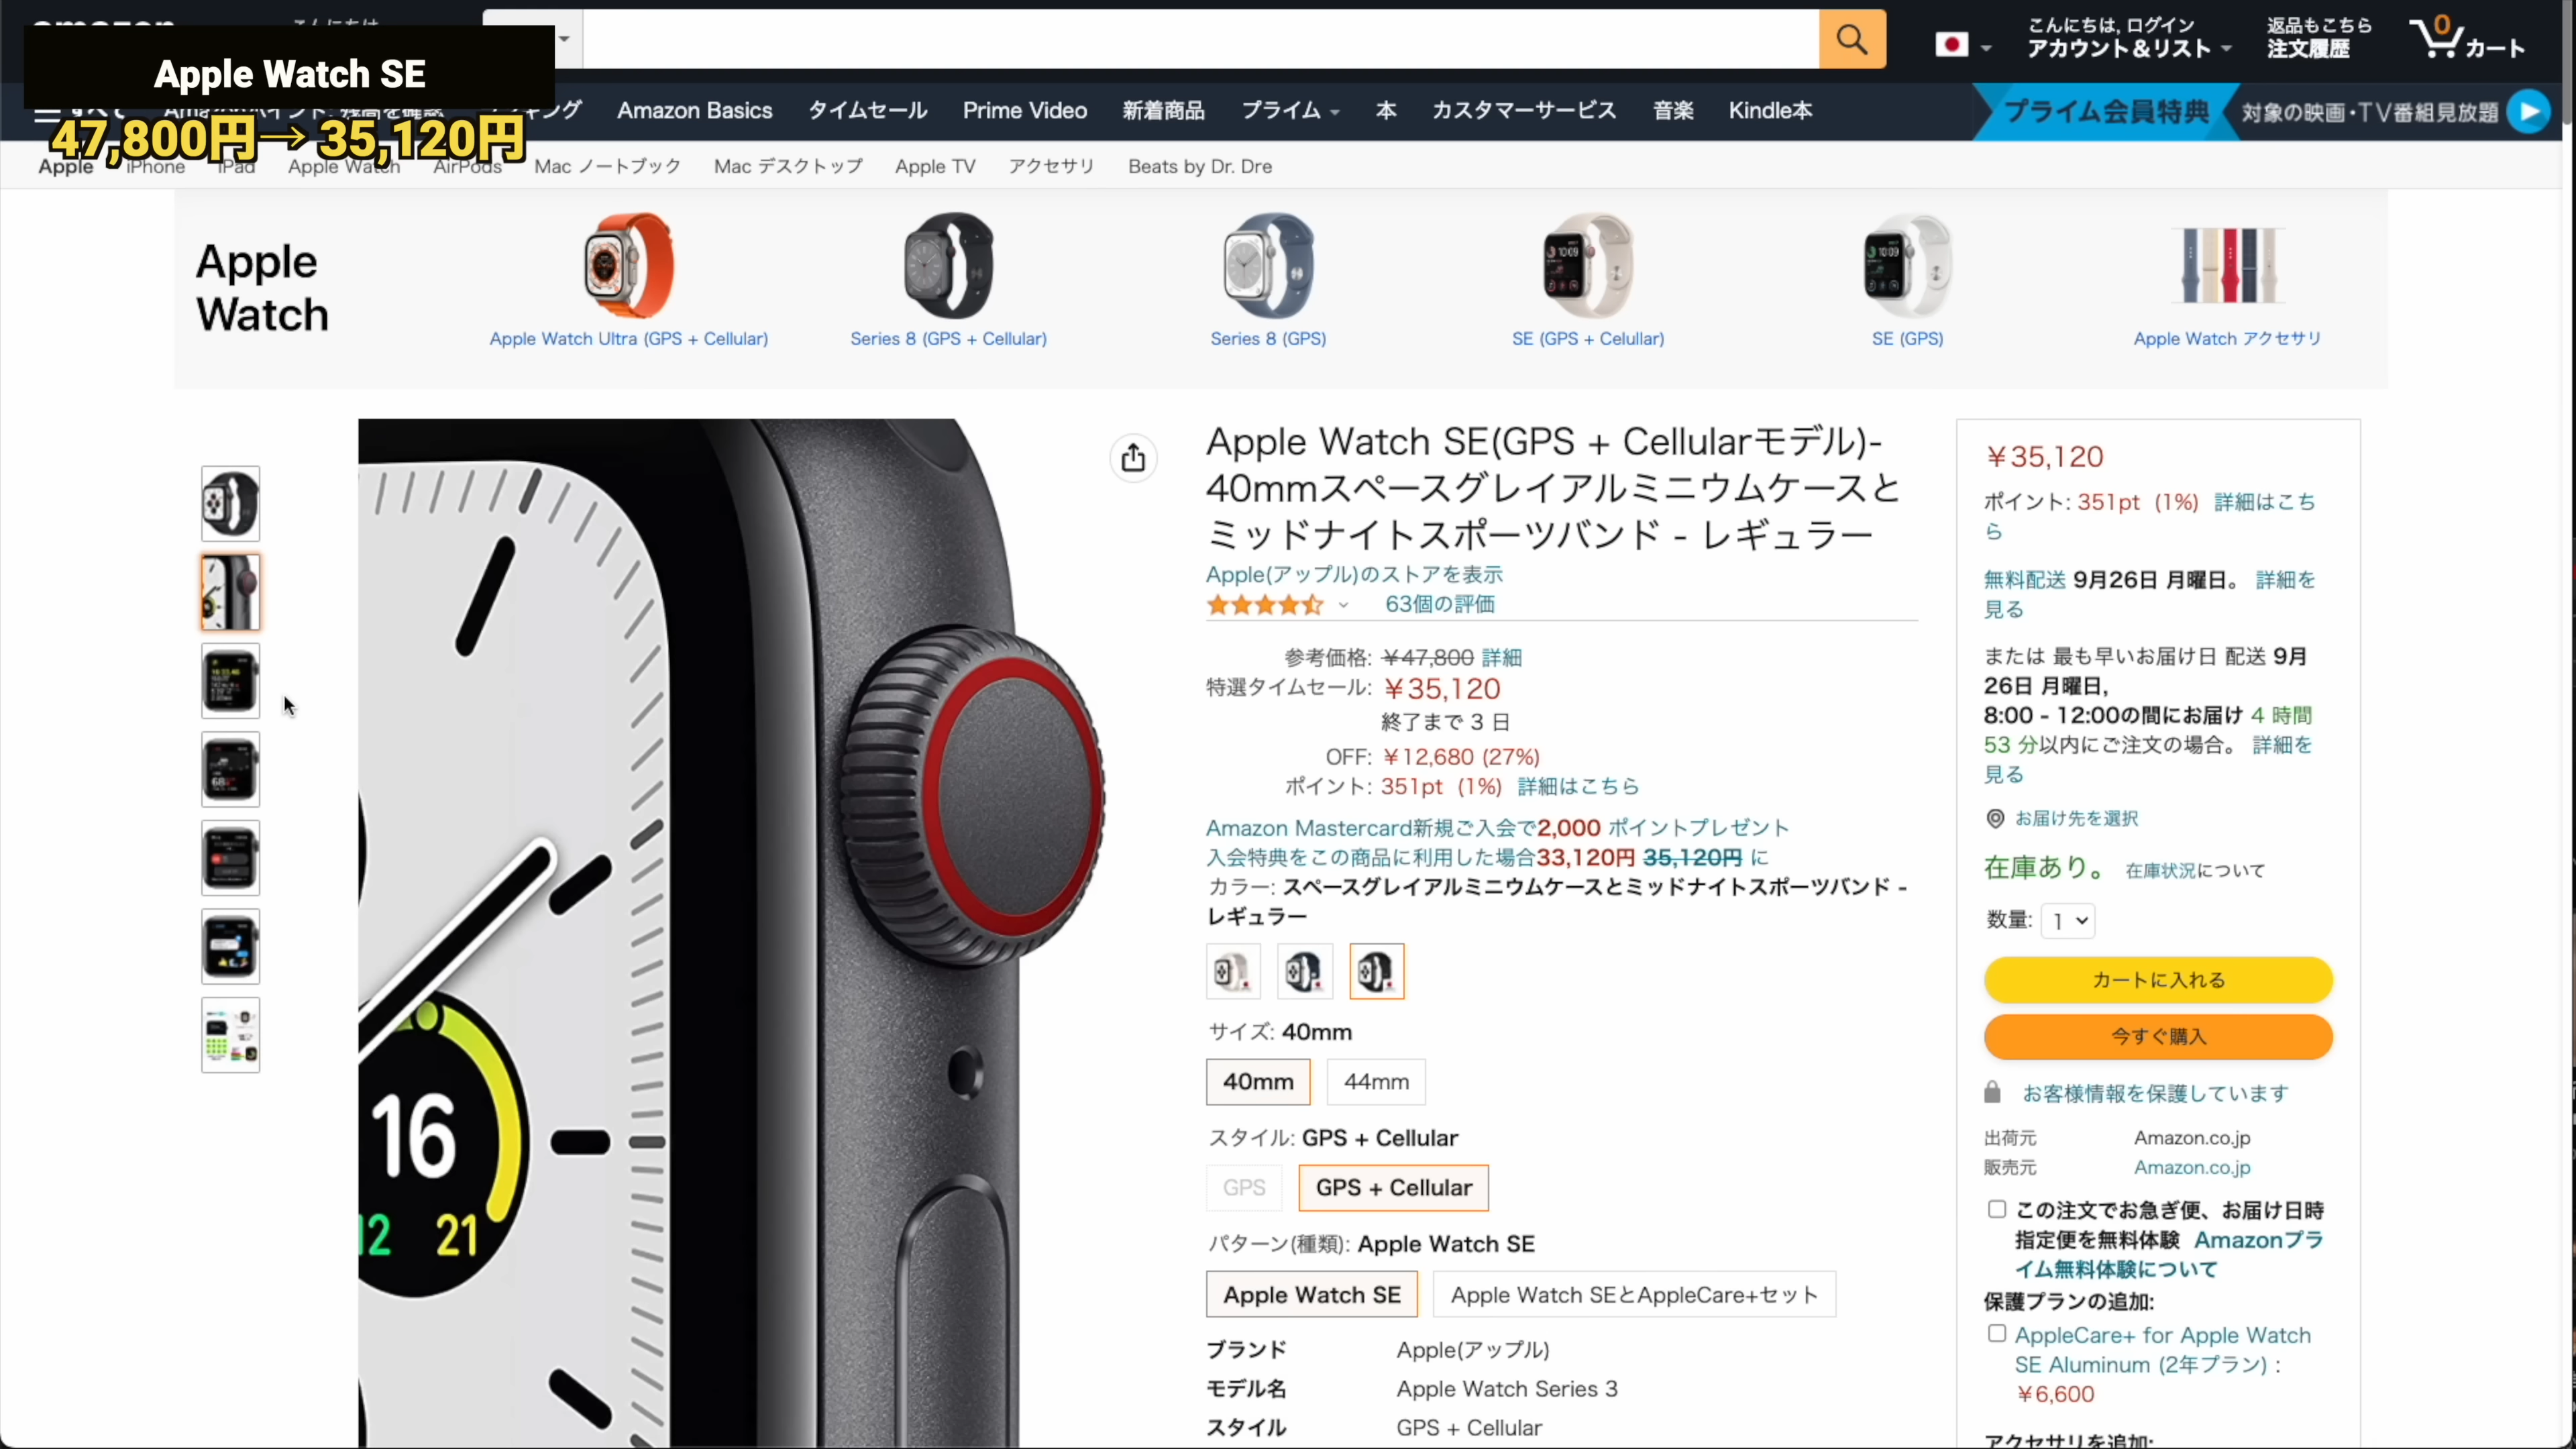 Apple Watch SE
47,800円→ 35,120円
こんにちは, ログイン
アカウント＆リスト
返品もこちら
注文履歴
0
カート
Amazon Basics
タイムセール
Prime Video
新着商品
プライム
本
カスタマーサービス
音楽
Kindle本
プライム会員特典
対象の映画・TV番組見放題
Apple
iPhone
iPad
Apple Watch
AirPods
Mac ノートブック
Mac デスクトップ
Apple TV
アクセサリ
Beats by Dr. Dre
Apple
Watch
Apple Watch Ultra (GPS + Cellular)
Series 8 (GPS + Cellular)
Series 8 (GPS)
SE (GPS + Celullar)
SE (GPS)
Apple Watch アクセサリ
16
12
21
Apple Watch SE(GPS + Cellularモデル)-
40mmスペースグレイアルミニウムケースと
ミッドナイトスポーツバンド - レギュラー
Apple(アップル)のストアを表示
63個の評価
参考価格: ￥47,800 詳細
特選タイムセール: ￥35,120
終了まで 3 日
OFF: ￥12,680 (27%)
ポイント: 351pt (1%) 詳細はこちら
Amazon Mastercard新規ご入会で2,000 ポイントプレゼント
入会特典をこの商品に利用した場合33,120円 35,120円 に
カラー: スペースグレイアルミニウムケースとミッドナイトスポーツバンド -
レギュラー
サイズ: 40mm
40mm
44mm
スタイル: GPS + Cellular
GPS
GPS + Cellular
パターン(種類): Apple Watch SE
Apple Watch SE
Apple Watch SEとAppleCare+セット
ブランド Apple(アップル)
モデル名 Apple Watch Series 3
スタイル GPS + Cellular
￥35,120
ポイント: 351pt (1%) 詳細はこち
ら
無料配送 9月26日 月曜日。 詳細を
見る
または 最も早いお届け日 配送 9月
26日 月曜日,
8:00 - 12:00の間にお届け 4 時間
53 分以内にご注文の場合。 詳細を
見る
お届け先を選択
在庫あり。 在庫状況について
数量: 1
カートに入れる
今すぐ購入
お客様情報を保護しています
出荷元 Amazon.co.jp
販売元 Amazon.co.jp
この注文でお急ぎ便、お届け日時
指定便を無料体験 Amazonプラ
イム無料体験について
保護プランの追加:
AppleCare+ for Apple Watch
SE Aluminum (2年プラン) :
￥6,600
アクセサリを追加: